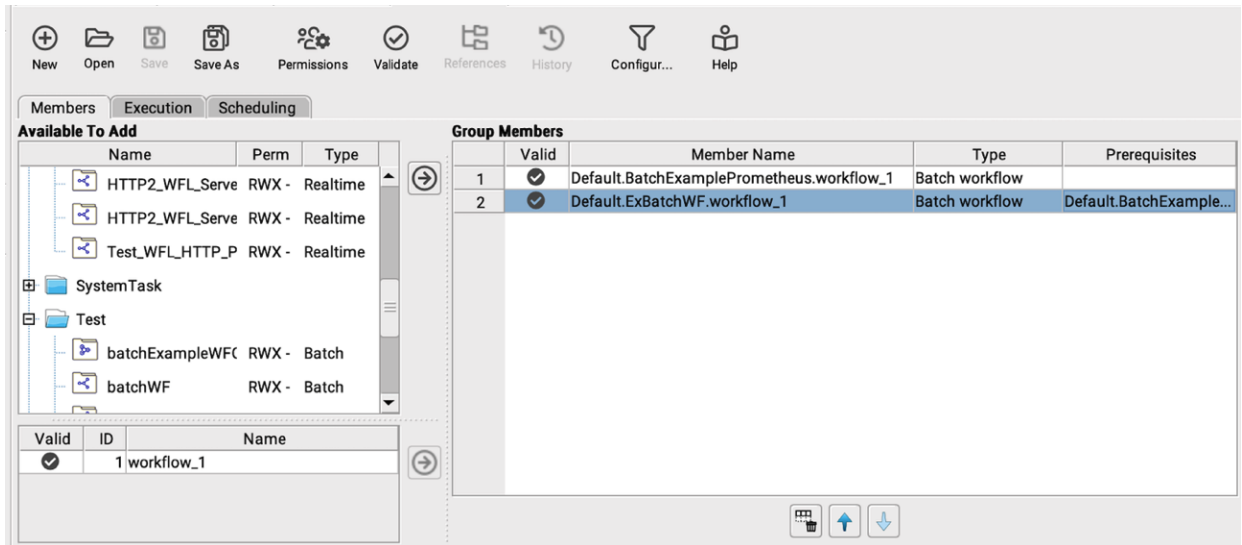 New Open Save Save As Permissions Validate References History Configur... Help
Members Execution Scheduling
Available To Add
Name Perm Type
HTTP2_WFL_Serve RWX - Realtime
HTTP2_WFL_Serve RWX - Realtime
Test_WFL_HTTP_P RWX - Realtime
SystemTask
Test
batchExampleWF( RWX - Batch
batchWF RWX - Batch
Valid ID Name
1 workflow_1
Group Members
Valid Member Name Type Prerequisites
1 Default.BatchExamplePrometheus.workflow_1 Batch workflow
2 Default.ExBatchWF.workflow_1 Batch workflow Default.BatchExample...